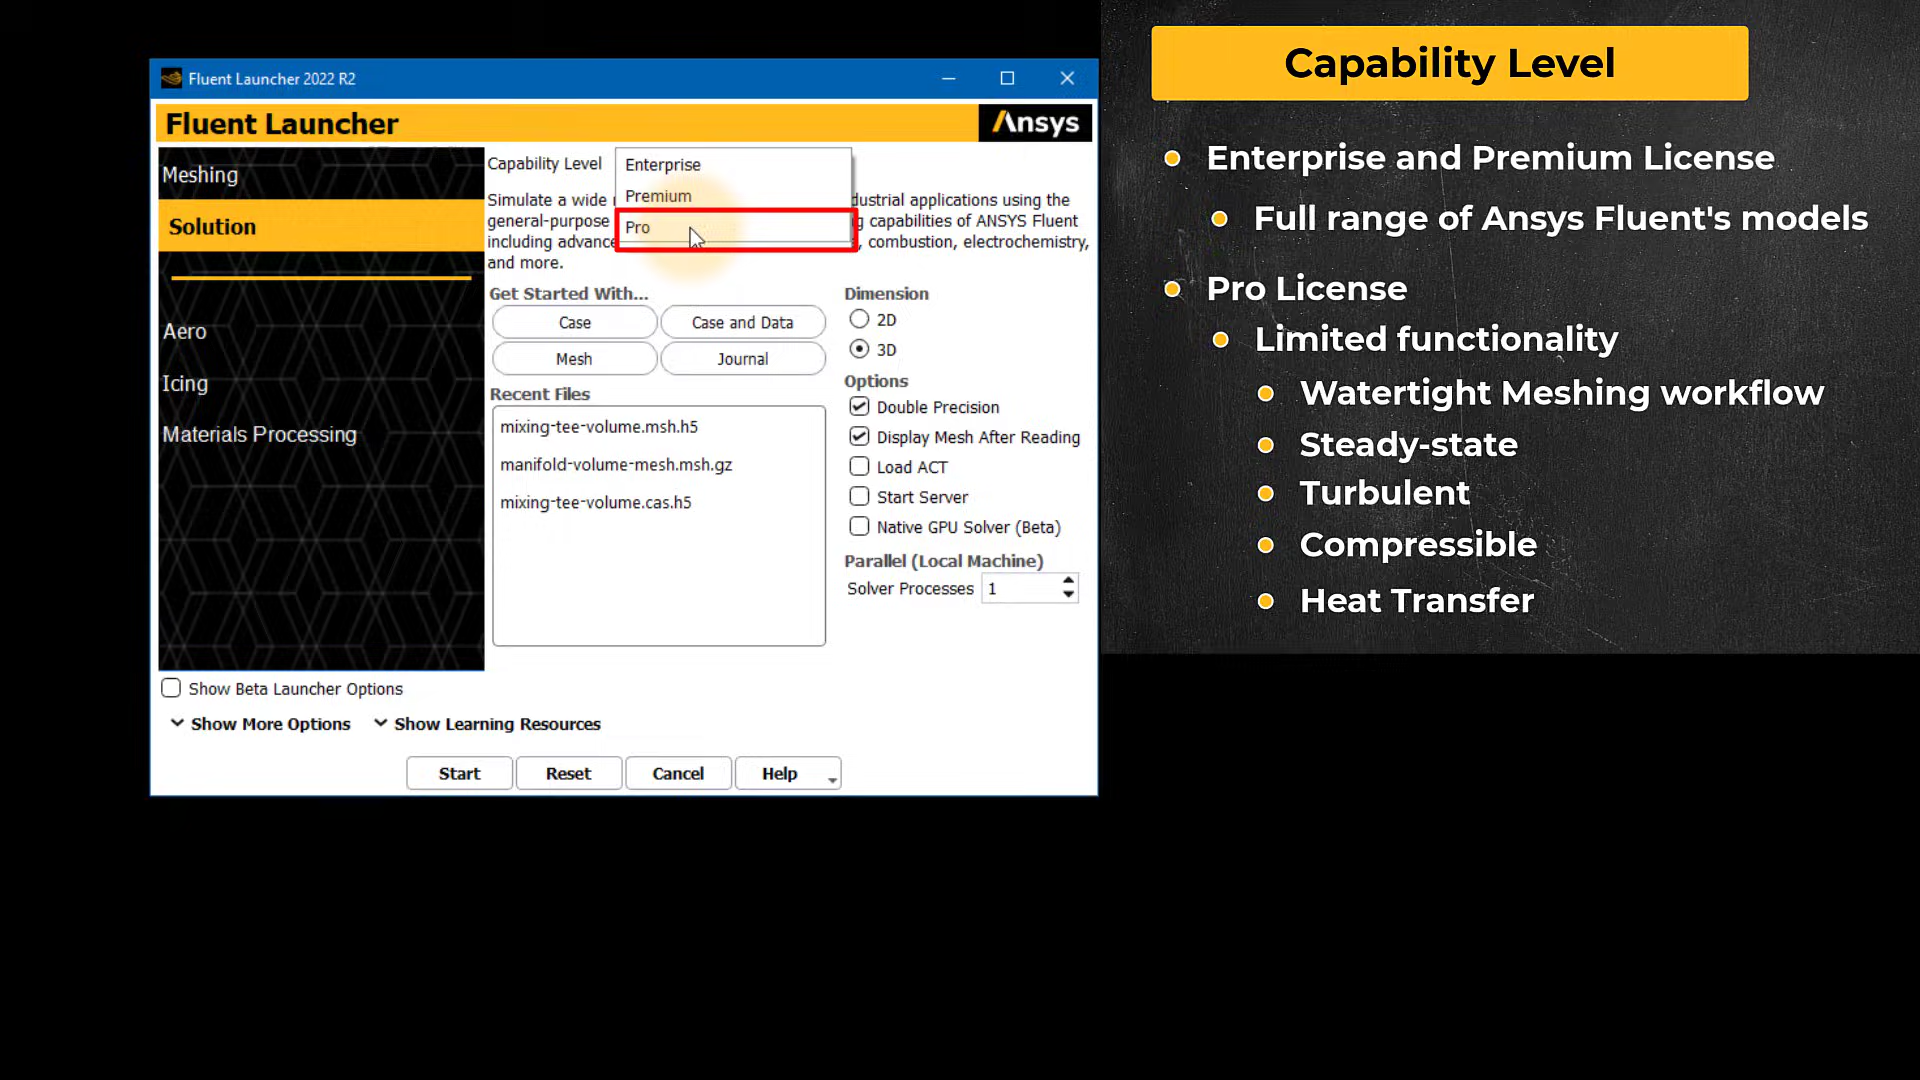 Fluent Launcher 2022 R2
Fluent Launcher
Ansys
Meshing
Solution
Aero
Icing
Materials Processing
Capability Level
Enterprise
Premium
Pro
Simulate a wide dustrial applications using the
general-purpose g capabilities of ANSYS Fluent
including advance , combustion, electrochemistry,
and more.
Get Started With...
Case
Case and Data
Mesh
Journal
Recent Files
mixing-tee-volume.msh.h5
manifold-volume-mesh.msh.gz
mixing-tee-volume.cas.h5
Dimension
2D
3D
Options
Double Precision
Display Mesh After Reading
Load ACT
Start Server
Native GPU Solver (Beta)
Parallel (Local Machine)
Solver Processes 1
Show Beta Launcher Options
Show More Options
Show Learning Resources
Start
Reset
Cancel
Help
Capability Level
Enterprise and Premium License
Full range of Ansys Fluent's models
Pro License
Limited functionality
Watertight Meshing workflow
Steady-state
Turbulent
Compressible
Heat Transfer